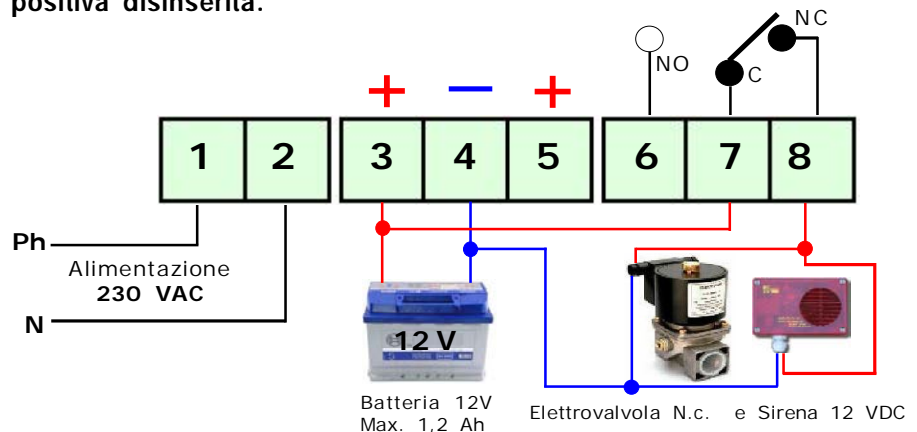 positiva disinserita.
NC
NO
C
+ − +
1 2 3 4 5 6 7 8
Ph
Alimentazione
230 VAC
N
12 V
Batteria 12V
Max. 1,2 Ah
Elettrovalvola N.c. e Sirena 12 VDC